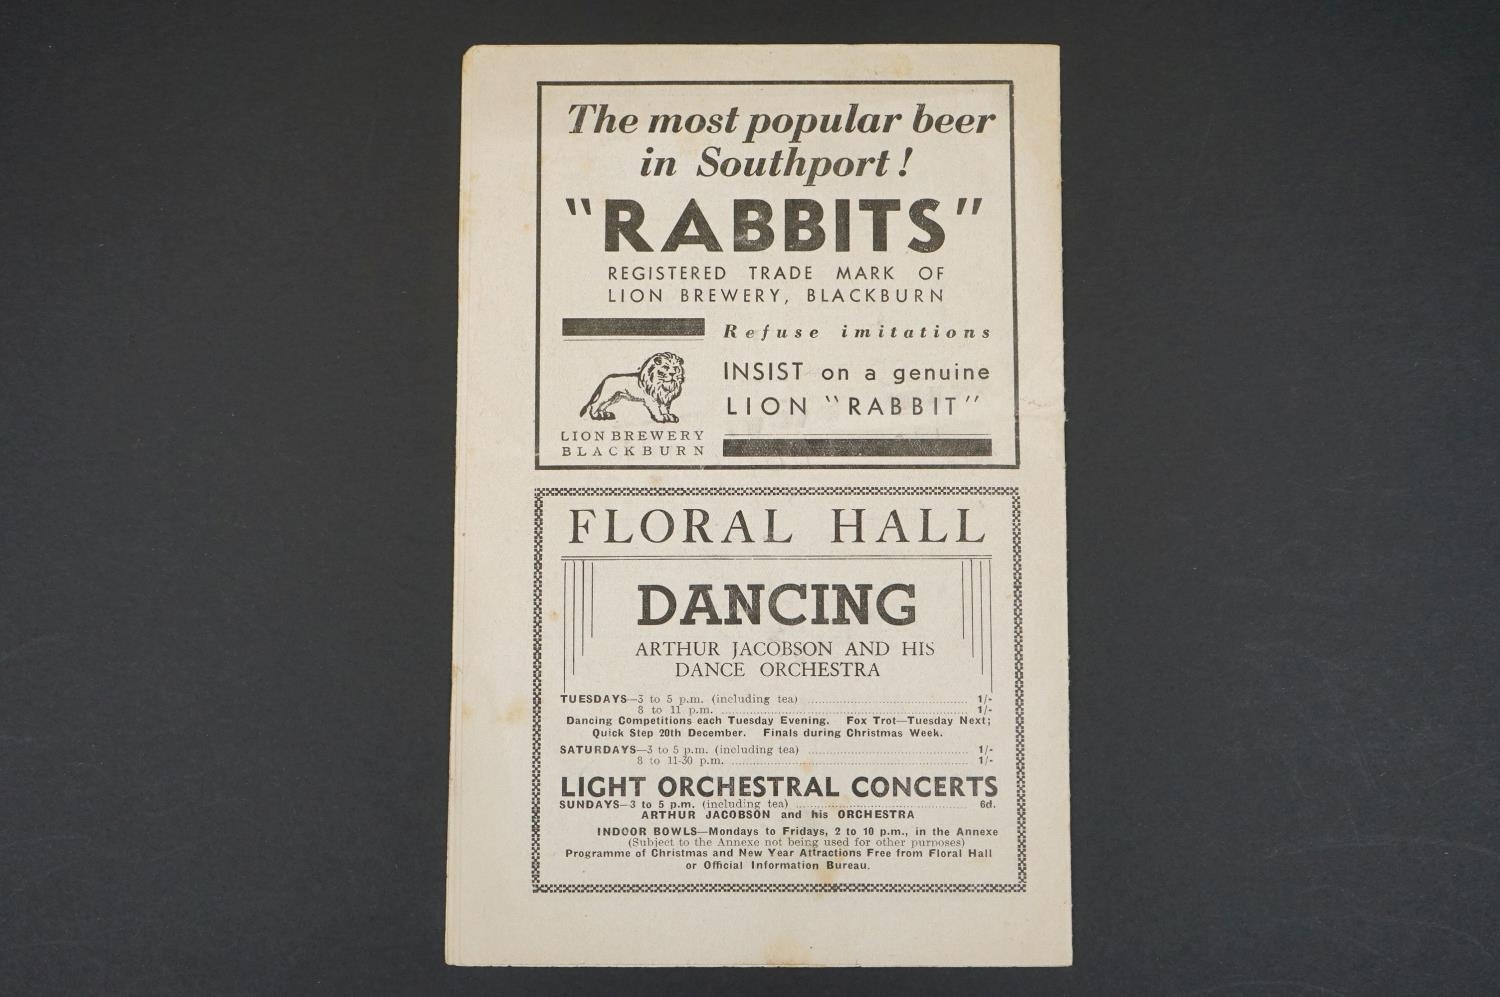 The most popular beer
in Southport!
"RABBITS"
REGISTERED TRADE MARK OF
LION BREWERY, BLACKBURN
Refuse imitations
INSIST on a genuine
LION "RABBIT"
LION BREWERY
BLACKBURN
FLORAL HALL
DANCING
ARTHUR JACOBSON AND HIS
DANCE ORCHESTRA
TUESDAYS—3 to 5 p.m. (including tea) ........ 1/-
8 to 11 p.m. ........ 1/-
Dancing Competitions each Tuesday Evening. Fox Trot—Tuesday Next;
Quick Step 20th December. Finals during Christmas Week.
SATURDAYS—3 to 5 p.m. (including tea) ........ 1/-
8 to 11-30 p.m. ........ 1/-
LIGHT ORCHESTRAL CONCERTS
SUNDAYS—3 to 5 p.m. (including tea) ........ 6d.
ARTHUR JACOBSON and his ORCHESTRA
INDOOR BOWLS—Mondays to Fridays, 2 to 10 p.m., in the Annexe
(Subject to the Annexe not being used for other purposes)
Programme of Christmas and New Year Attractions Free from Floral Hall
or Official Information Bureau.